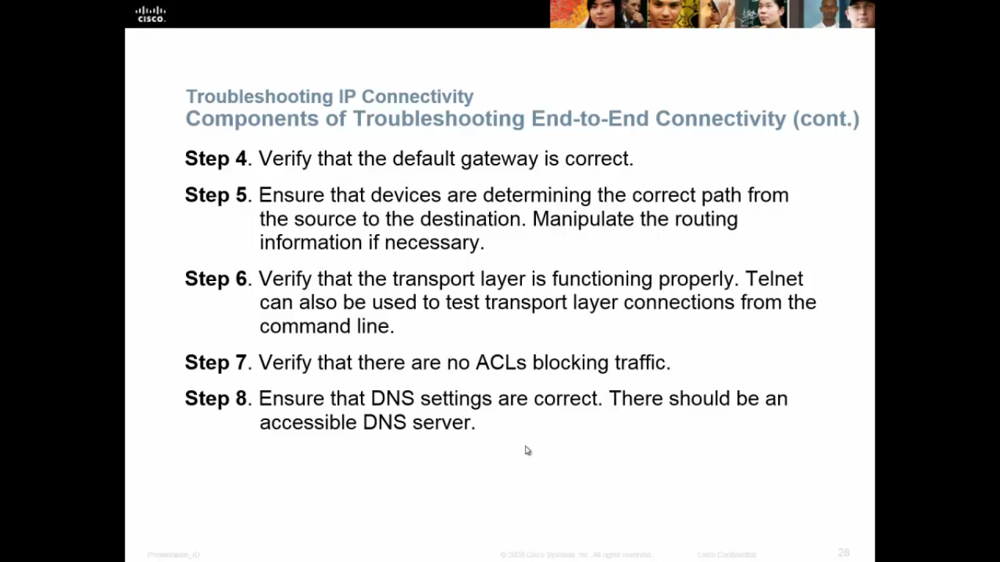 CISCO.
Troubleshooting IP Connectivity
Components of Troubleshooting End-to-End Connectivity (cont.)
Step 4. Verify that the default gateway is correct.
Step 5. Ensure that devices are determining the correct path from
the source to the destination. Manipulate the routing
information if necessary.
Step 6. Verify that the transport layer is functioning properly. Telnet
can also be used to test transport layer connections from the
command line.
Step 7. Verify that there are no ACLs blocking traffic.
Step 8. Ensure that DNS settings are correct. There should be an
accessible DNS server.
Presentation_ID © 2008 Cisco Systems, Inc. All rights reserved. Cisco Confidential 28